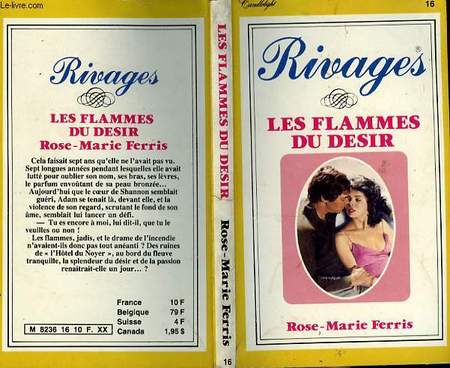 Le-livre.com
Rivages
LES FLAMMES
DU DESIR
Rose-Marie Ferris
Cela faisait sept ans qu'elle ne l'avait pas vu.
Sept longues années pendant lesquelles elle avait
lutté pour oublier son nom, ses bras, ses lèvres,
le parfum envoûtant de sa peau bronzée...
Aujourd'hui que le cœur de Shannon semblait
guéri, Adam se tenait là, devant elle, et la
violence de son regard, scrutant le fond de son
âme, semblait lui lancer un défi.
— Tu es encore à moi, lui dit-il, que tu le
veuilles ou non !
Les flammes, jadis, et le drame de l'incendie
n'avaient-ils donc pas tout anéanti ? Des ruines
de « l'Hôtel du Noyer », au bord du fleuve
tranquille, la splendeur du désir et de la passion
renaîtrait-elle un jour... ?
France 10 F
Belgique 79 F
Suisse 4 F
Canada 1,95 $
M 8236 16 10 F. XX
LES FLAMMES DU DESIR
Rose-Marie Ferris
16
Candlelight
16
Rivages®
LES FLAMMES
DU DESIR
Rose-Marie Ferris